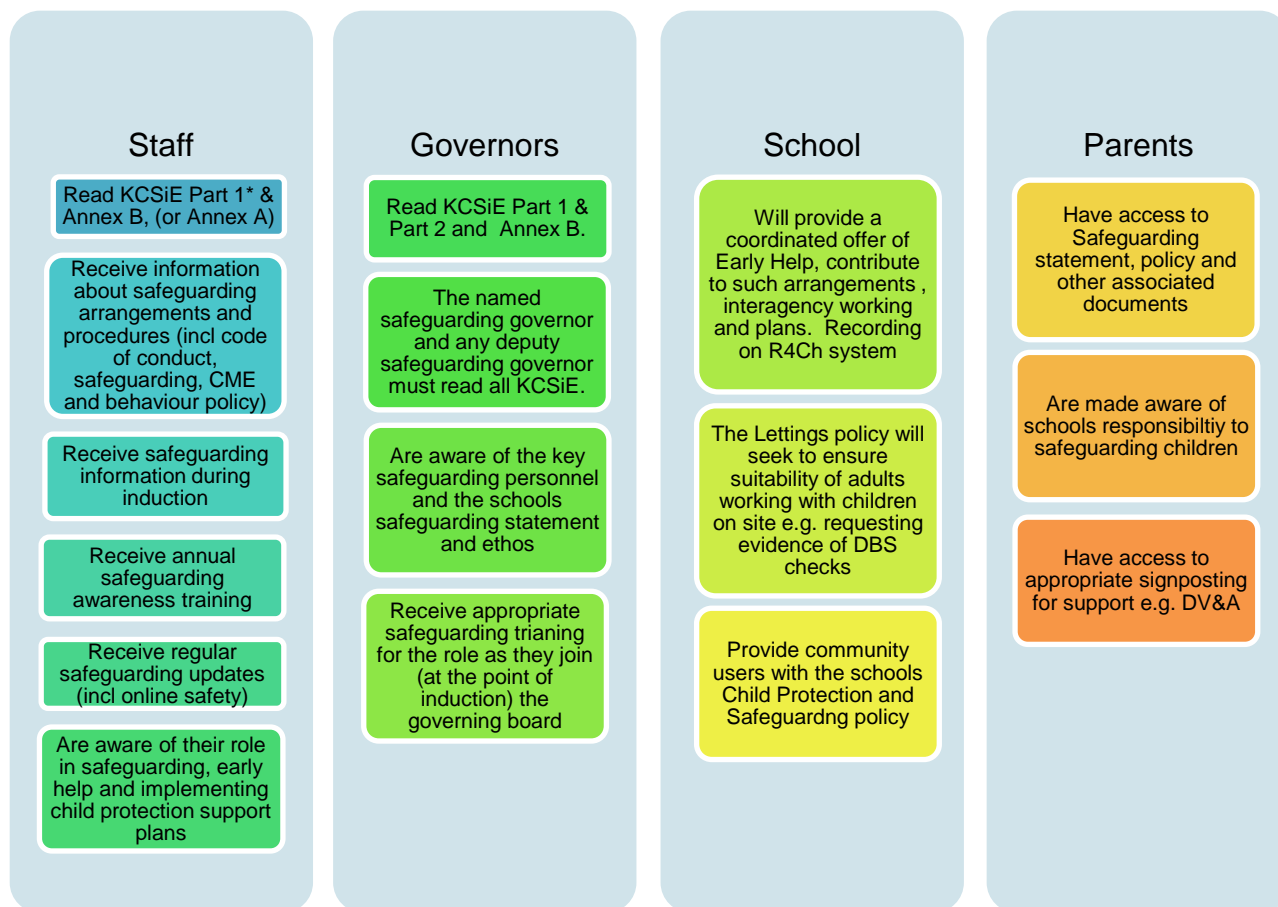 Staff
Read KCSiE Part 1* &
Annex B, (or Annex A)
Receive information
about safeguarding
arrangements and
procedures (incl code
of conduct,
safeguarding, CME
and behaviour policy)
Receive safeguarding
information during
induction
Receive annual
safeguarding
awareness training
Receive regular
safeguarding updates
(incl online safety)
Are aware of their role
in safeguarding, early
help and implementing
child protection support
plans
Governors
Read KCSiE Part 1 &
Part 2 and Annex B.
The named
safeguarding governor
and any deputy
safeguarding governor
must read all KCSiE.
Are aware of the key
safeguarding personnel
and the schools
safeguarding statement
and ethos
Receive appropriate
safeguarding trianing
for the role as they join
(at the point of
induction) the
governing board
School
Will provide a
coordinated offer of
Early Help, contribute
to such arrangements ,
interagency working
and plans. Recording
on R4Ch system
The Lettings policy will
seek to ensure
suitability of adults
working with children
on site e.g. requesting
evidence of DBS
checks
Provide community
users with the schools
Child Protection and
Safeguardng policy
Parents
Have access to
Safeguarding
statement, policy and
other associated
documents
Are made aware of
schools responsibiltiy to
safeguarding children
Have access to
appropriate signposting
for support e.g. DV&A